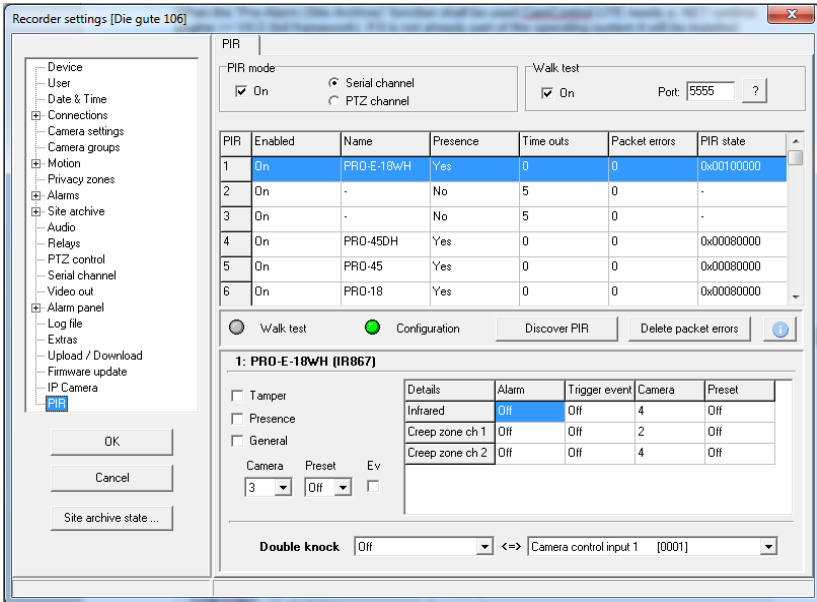 Recorder settings [Die gute 106]
Device
User
Date & Time
Connections
Camera settings
Camera groups
Motion
Privacy zones
Alarms
Site archive
Audio
Relays
PTZ control
Serial channel
Video out
Alarm panel
Log file
Extras
Upload / Download
Firmware update
IP Camera
PIR
OK
Cancel
Site archive state ...
PIR
PIR mode
On
Serial channel
PTZ channel
Walk test
On Port: 5555 ?
PIR Enabled Name Presence Time outs Packet errors PIR state
1 On PRO-E-18WH Yes 0 0 0x00100000
2 On - No 5 0 -
3 On - No 5 0 -
4 On PRO-45DH Yes 0 0 0x00080000
5 On PRO-45 Yes 0 0 0x00080000
6 On PRO-18 Yes 0 0 0x00080000
Walk test Configuration Discover PIR Delete packet errors i
1: PRO-E-18WH (IR867)
Tamper
Presence
General
Camera Preset Ev
3 Off
Details Alarm Trigger event Camera Preset
Infrared Off Off 4 Off
Creep zone ch 1 Off Off 2 Off
Creep zone ch 2 Off Off 4 Off
Double knock Off <=> Camera control input 1 [0001]